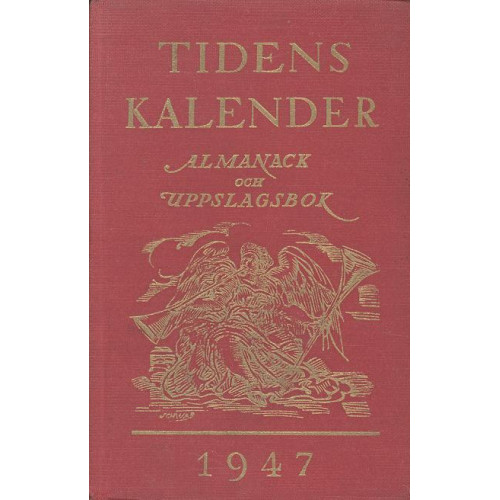 TIDENS
KALENDER
ALMANACK
OCH
UPPSLAGSBOK
1947